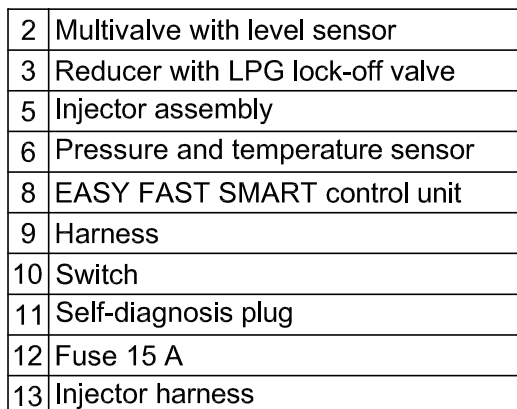 2 Multivalve with level sensor
3 Reducer with LPG lock-off valve
5 Injector assembly
6 Pressure and temperature sensor
8 EASY FAST SMART control unit
9 Harness
10 Switch
11 Self-diagnosis plug
12 Fuse 15 A
13 Injector harness